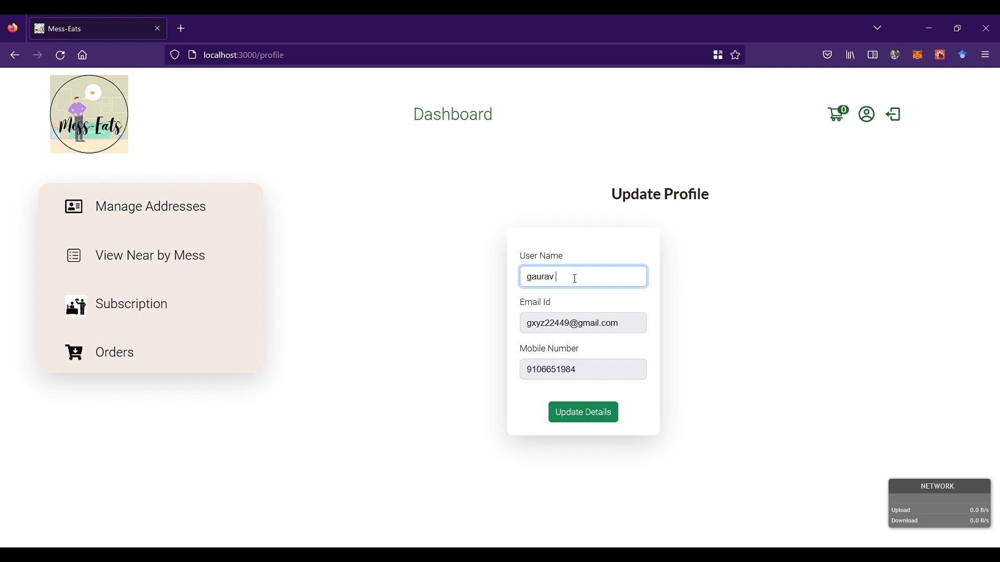 Mess-Eats
localhost:3000/profile
Mess-Eats
Dashboard
0
Manage Addresses
View Near by Mess
Subscription
Orders
Update Profile
User Name
gaurav
Email Id
gxyz22449@gmail.com
Mobile Number
9106651984
Update Details
NETWORK
Upload 0.0 B/s
Download 0.0 B/s